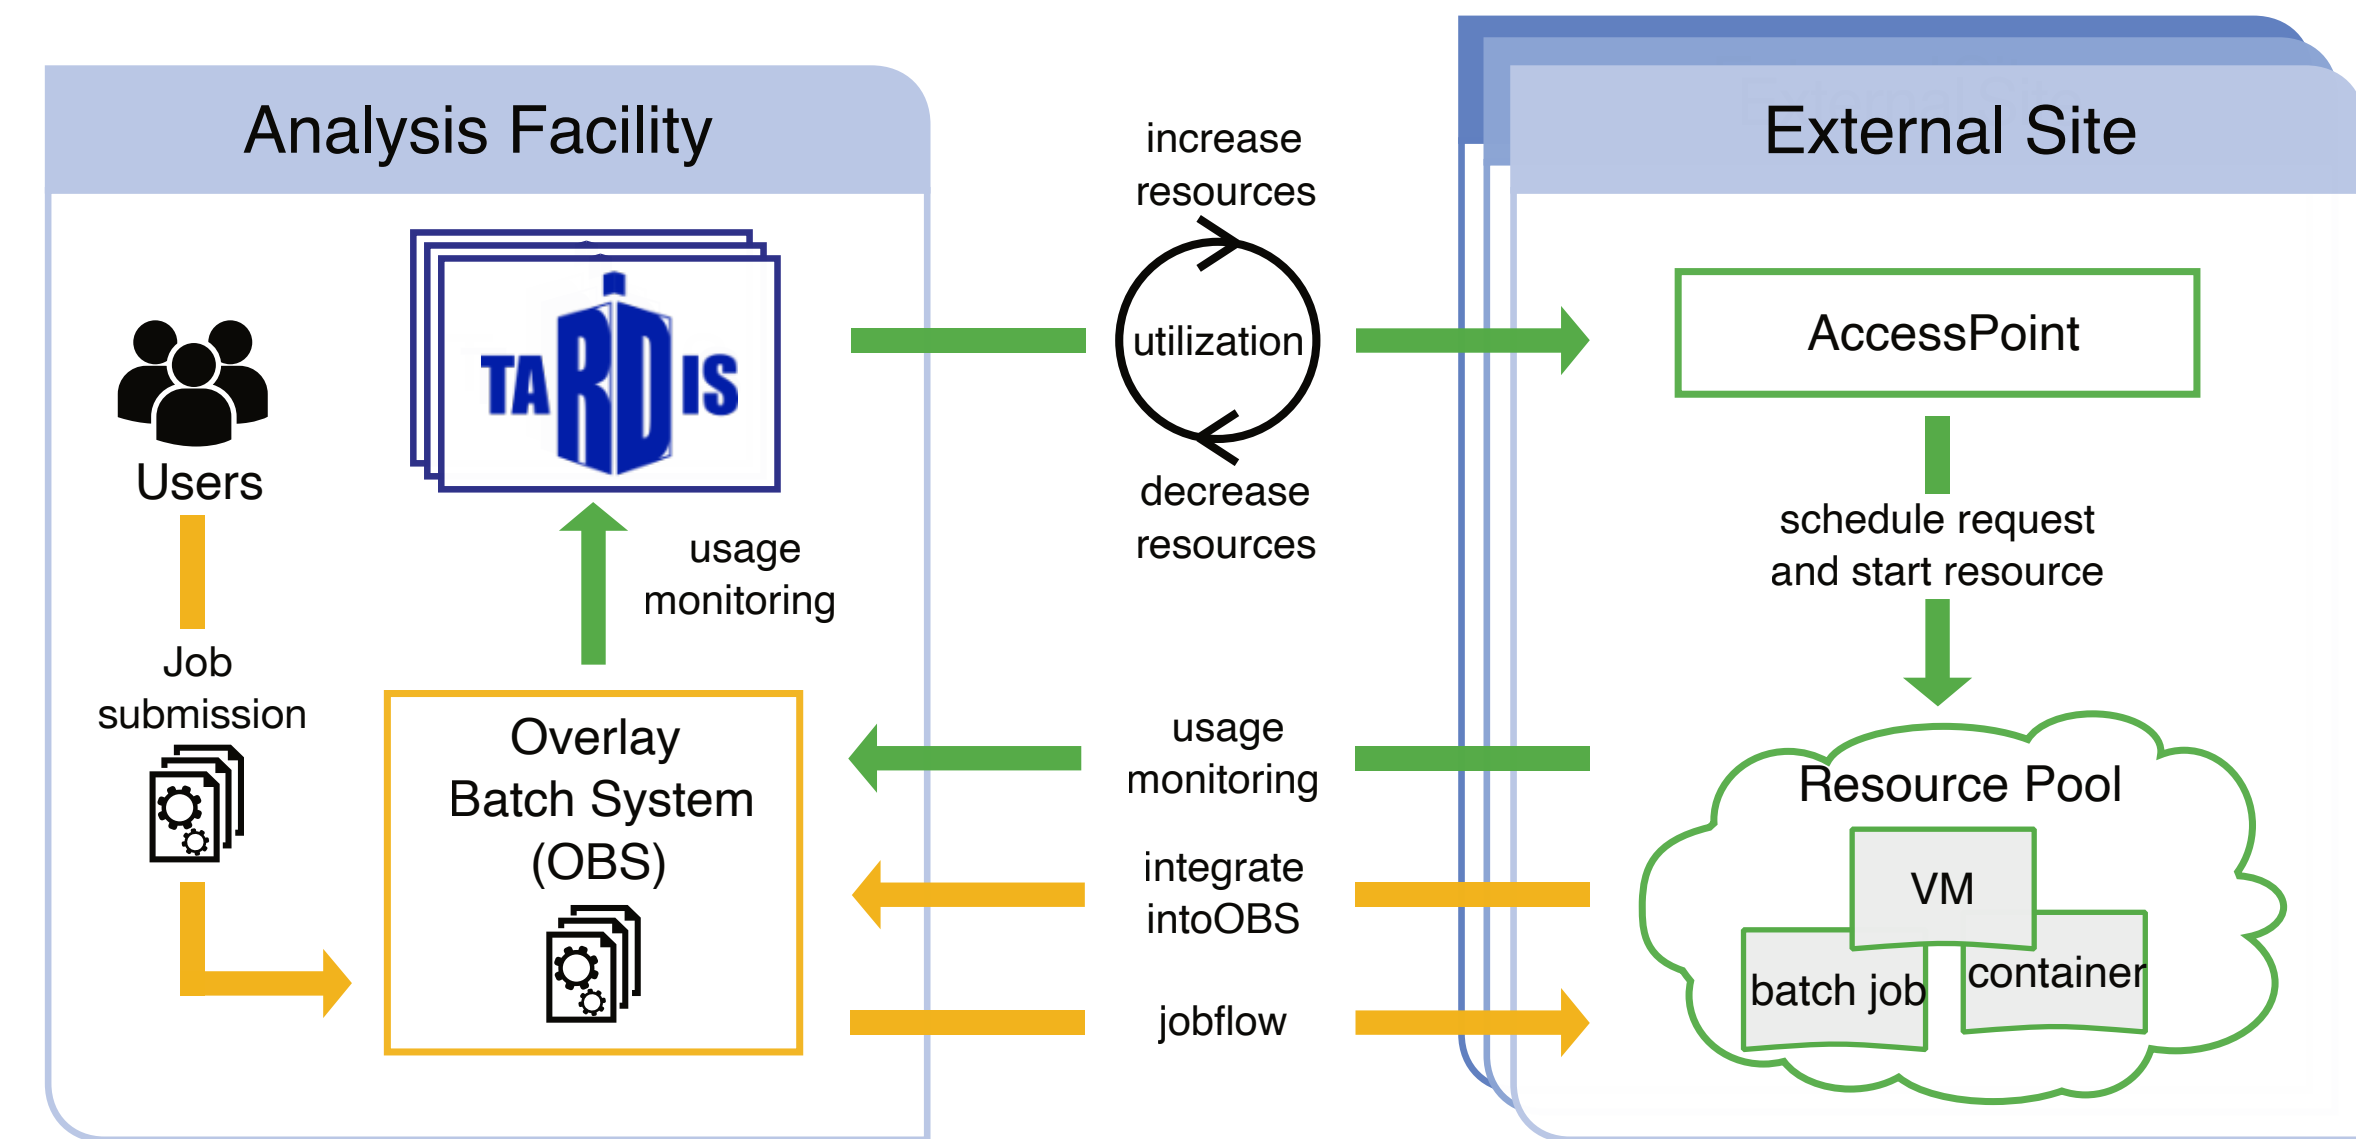 Analysis Facility
Users
Job
submission
TARDIS
usage
monitoring
Overlay
Batch System
(OBS)
increase
resources
utilization
decrease
resources
usage
monitoring
integrate
intoOBS
jobflow
External Site
AccessPoint
schedule request
and start resource
Resource Pool
VM
batch job
container